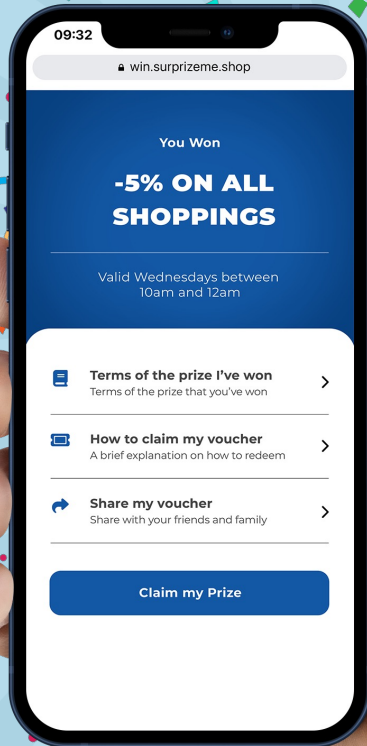 09:32
win.surprizeme.shop
You Won
-5% ON ALL
SHOPPINGS
Valid Wednesdays between
10am and 12am
Terms of the prize I've won
Terms of the prize that you've won
How to claim my voucher
A brief explanation on how to redeem
Share my voucher
Share with your friends and family
Claim my Prize